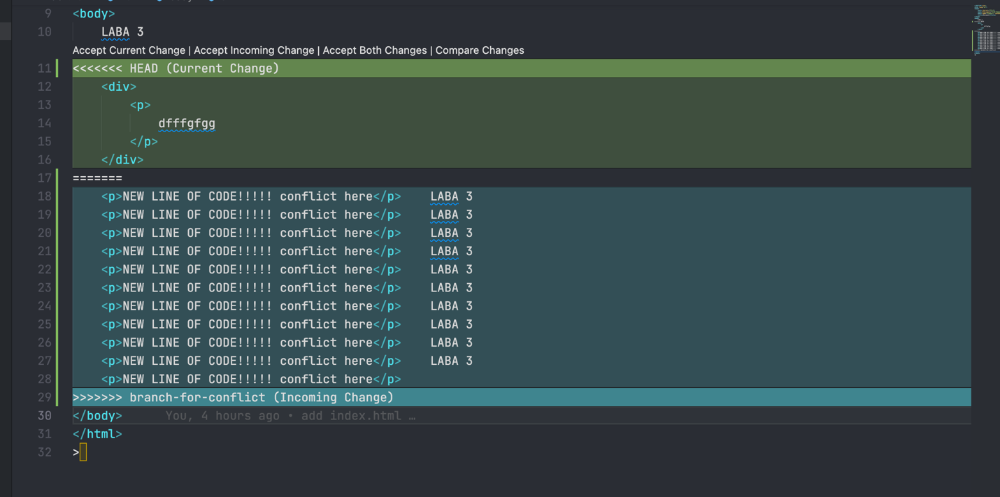 9 <body>
10 LABA 3
Accept Current Change | Accept Incoming Change | Accept Both Changes | Compare Changes
11 <<<<<<< HEAD (Current Change)
12 <div>
13 <p>
14 dfffgfgg
15 </p>
16 </div>
17 =======
18 <p>NEW LINE OF CODE!!!!! conflict here</p> LABA 3
19 <p>NEW LINE OF CODE!!!!! conflict here</p> LABA 3
20 <p>NEW LINE OF CODE!!!!! conflict here</p> LABA 3
21 <p>NEW LINE OF CODE!!!!! conflict here</p> LABA 3
22 <p>NEW LINE OF CODE!!!!! conflict here</p> LABA 3
23 <p>NEW LINE OF CODE!!!!! conflict here</p> LABA 3
24 <p>NEW LINE OF CODE!!!!! conflict here</p> LABA 3
25 <p>NEW LINE OF CODE!!!!! conflict here</p> LABA 3
26 <p>NEW LINE OF CODE!!!!! conflict here</p> LABA 3
27 <p>NEW LINE OF CODE!!!!! conflict here</p> LABA 3
28 <p>NEW LINE OF CODE!!!!! conflict here</p>
29 >>>>>>> branch-for-conflict (Incoming Change)
30 </body> You, 4 hours ago • add index.html …
31 </html>
32 >